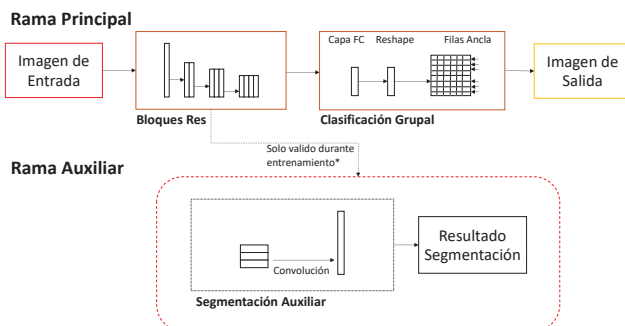 Rama Principal
Imagen de
Entrada
Bloques Res
Capa FC
Reshape
Filas Ancla
Clasificación Grupal
Imagen de
Salida
Solo valido durante
entrenamiento*
Rama Auxiliar
Convolución
Segmentación Auxiliar
Resultado
Segmentación